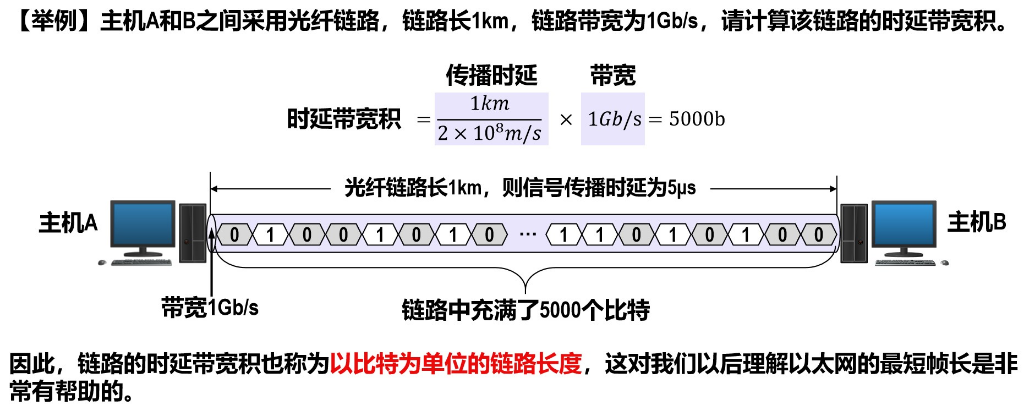 【举例】主机A和B之间采用光纤链路，链路长1km，链路带宽为1Gb/s，请计算该链路的时延带宽积。
传播时延 带宽
时延带宽积 = 1km / 2 × 10⁸m/s × 1Gb/s = 5000b
光纤链路长1km，则信号传播时延为5μs
主机A
0 1 0 0 1 0 1 0 … 1 1 0 1 0 1 0 0
主机B
带宽1Gb/s
链路中充满了5000个比特
因此，链路的时延带宽积也称为以比特为单位的链路长度，这对我们以后理解以太网的最短帧长是非
常有帮助的。